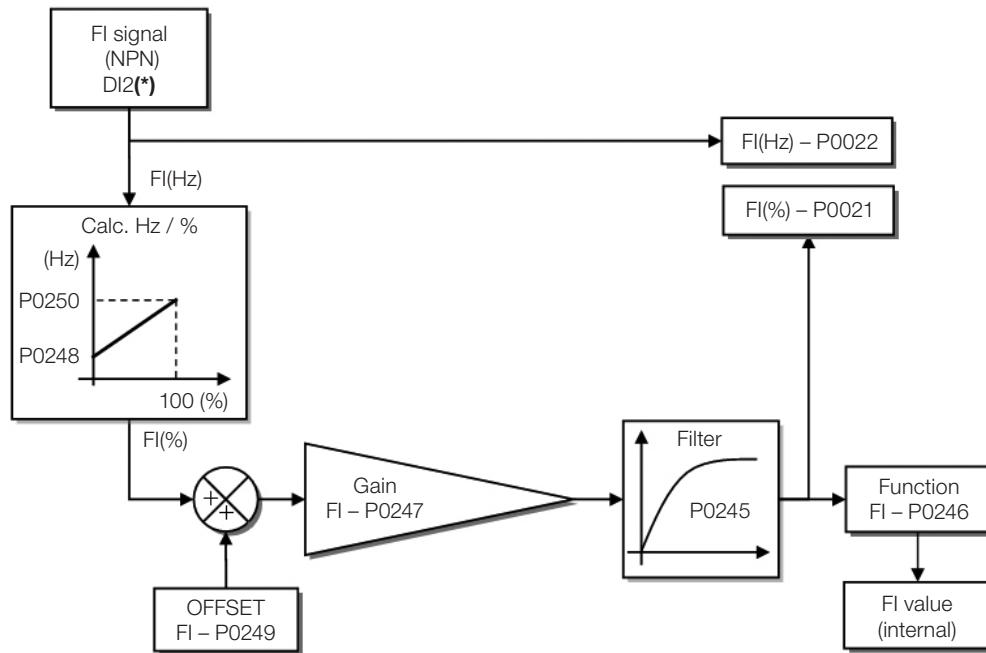 FI signal
(NPN)
DI2(*)
FI(Hz) – P0022
FI(Hz)
FI(%) – P0021
Calc. Hz / %
(Hz)
P0250
P0248
100 (%)
FI(%)
Gain
FI – P0247
Filter
P0245
Function
FI – P0246
+
+
OFFSET
FI – P0249
FI value
(internal)